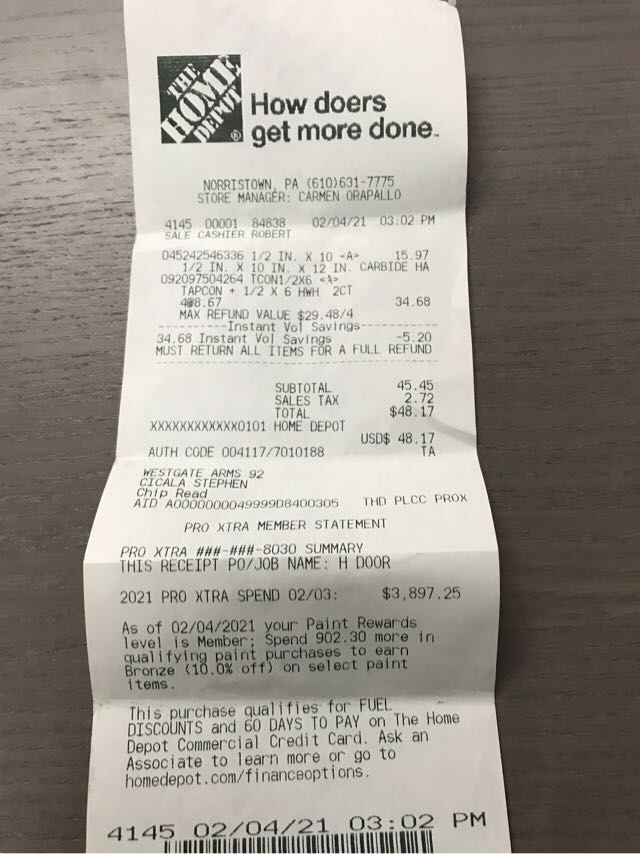 THE
HOME
DEPOT
®
How doers
get more done™
NORRISTOWN, PA (610)631-7775
STORE MANAGER: CARMEN ORAPALLO
4145 00001 84838 02/04/21 03:02 PM
SALE CASHIER ROBERT
045242546336 1/2 IN. X 10 <A> 15.97
1/2 IN. X 10 IN. X 12 IN. CARBIDE HA
092097504264 TCON1/2X6 <A>
TAPCON + 1/2 X 6 HWH 2CT
4@8.67 34.68
MAX REFUND VALUE $29.48/4
----------Instant Vol Savings-----------
34.68 Instant Vol Savings -5.20
MUST RETURN ALL ITEMS FOR A FULL REFUND
----------------------------------------
SUBTOTAL 45.45
SALES TAX 2.72
TOTAL $48.17
XXXXXXXXXXXX0101 HOME DEPOT
USD$ 48.17
AUTH CODE 004117/7010188 TA
WESTGATE ARMS 92
CICALA STEPHEN
Chip Read
AID A0000000049999D8400305 THD PLCC PROX
PRO XTRA MEMBER STATEMENT
PRO XTRA ###-###-8030 SUMMARY
THIS RECEIPT PO/JOB NAME: H DOOR
2021 PRO XTRA SPEND 02/03: $3,897.25
As of 02/04/2021 your Paint Rewards
level is Member; Spend 902.30 more in
qualifying paint purchases to earn
Bronze (10.0% off) on select paint
items.
This purchase qualifies for FUEL
DISCOUNTS and 60 DAYS TO PAY on The Home
Depot Commercial Credit Card. Ask an
Associate to learn more or go to
homedepot.com/financeoptions.
4145 02/04/21 03:02 PM